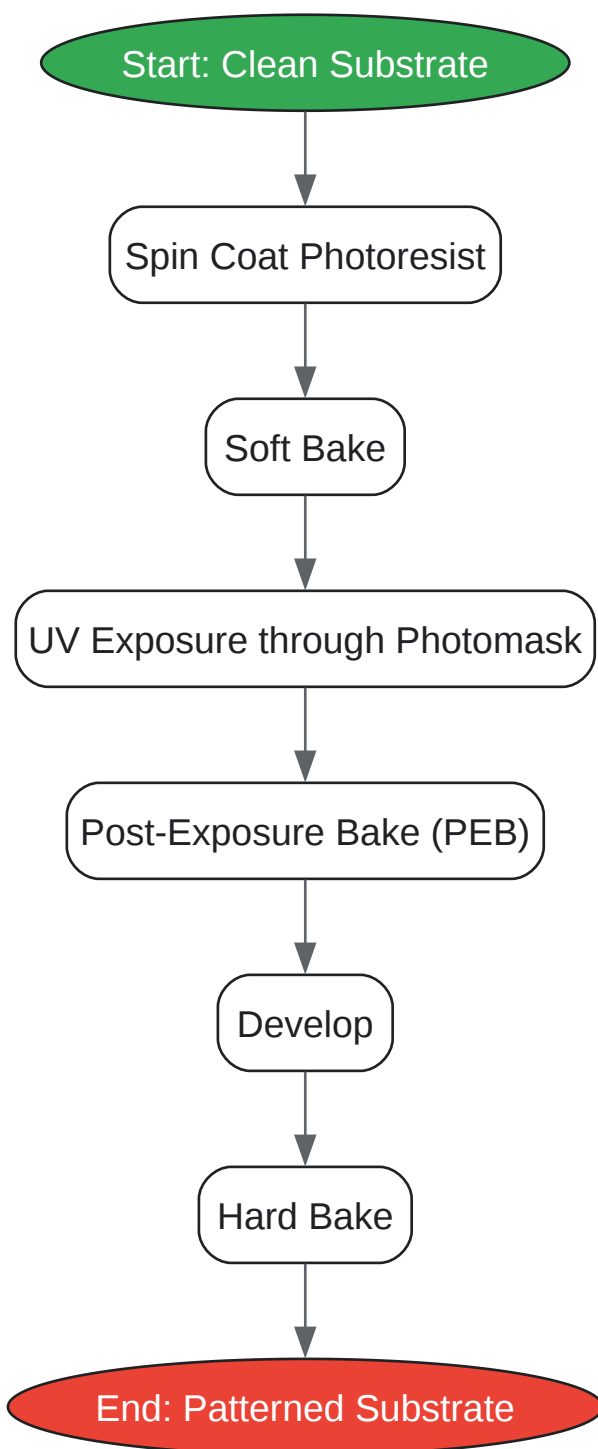 Start: Clean Substrate
Spin Coat Photoresist
Soft Bake
UV Exposure through Photomask
Post-Exposure Bake (PEB)
Develop
Hard Bake
End: Patterned Substrate